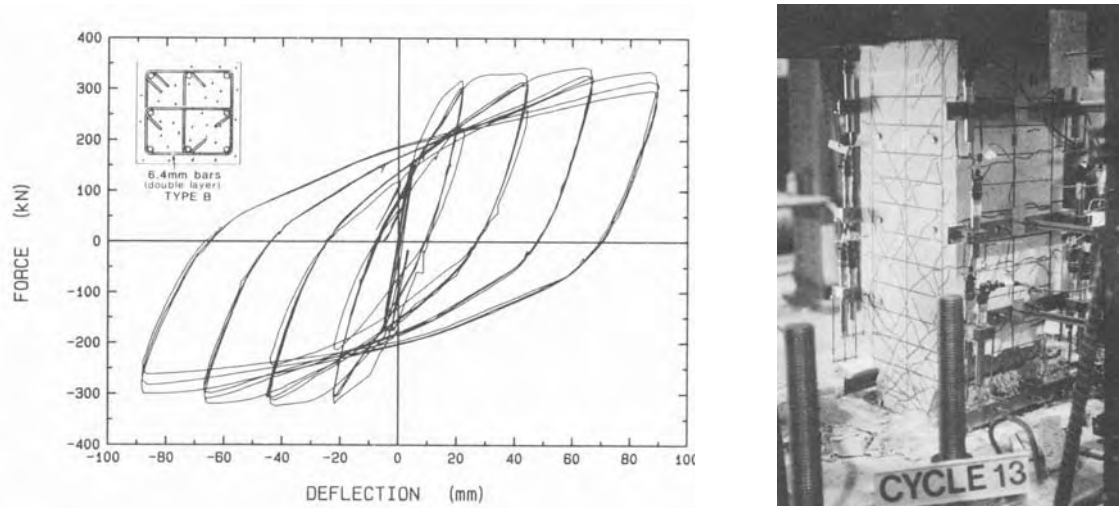 400
300
200
100
0
-100
-200
-300
-400
FORCE (kN)
6.4mm bars
(double layer)
TYPE B
-100 -80 -60 -40 -20 0 20 40 60 80 100
DEFLECTION (mm)
CYCLE 13